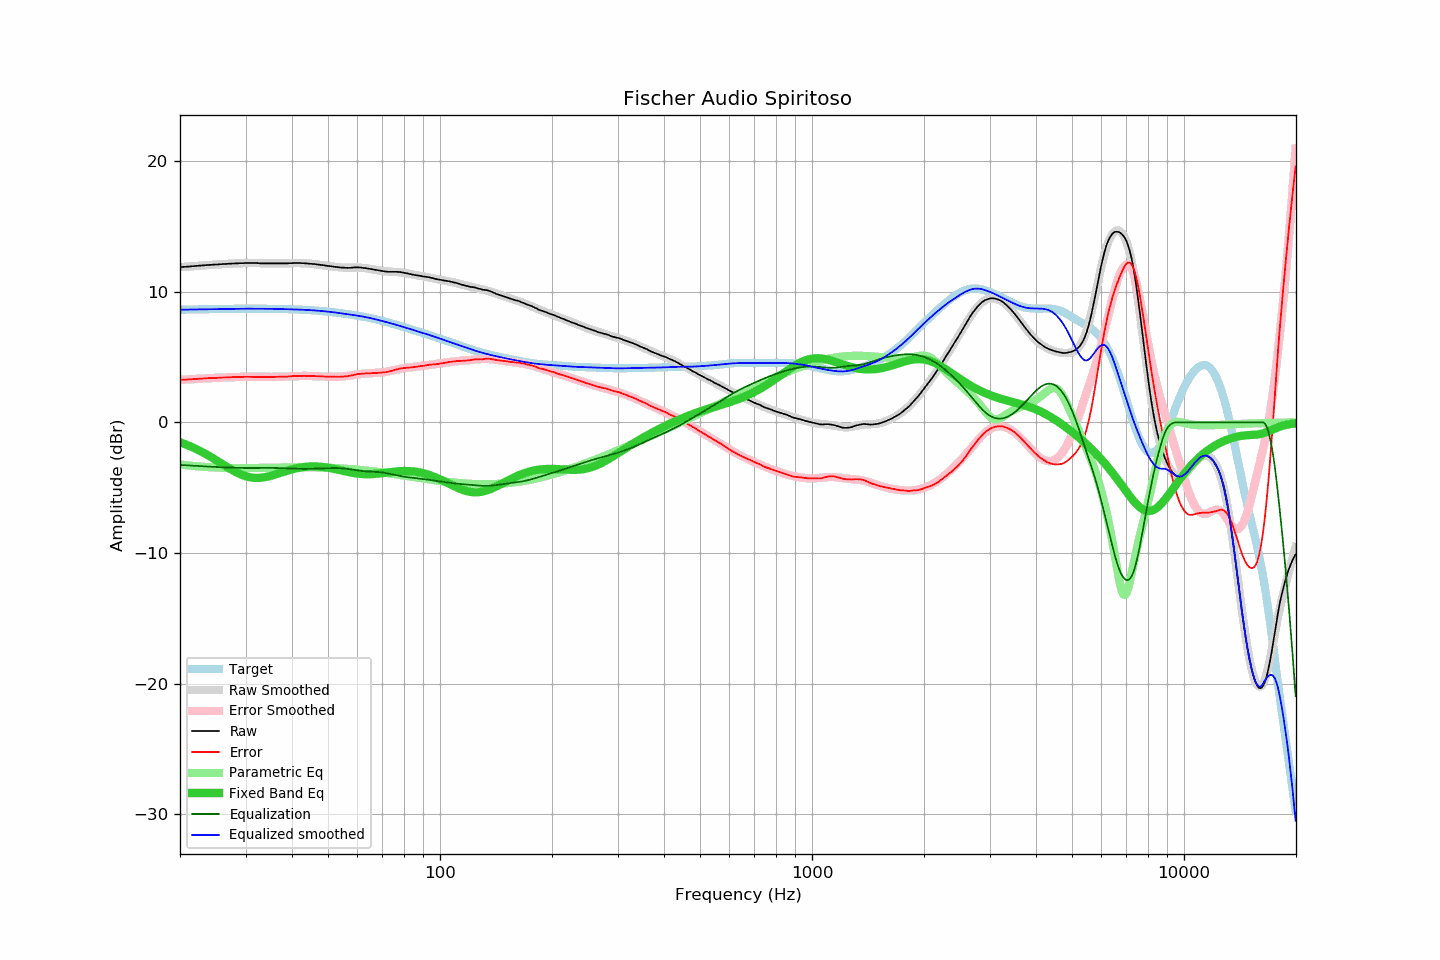 Fischer Audio Spiritoso
20
10
0
−10
−20
−30
Amplitude (dBr)
Target
Raw Smoothed
Error Smoothed
Raw
Error
Parametric Eq
Fixed Band Eq
Equalization
Equalized smoothed
100
1000
10000
Frequency (Hz)